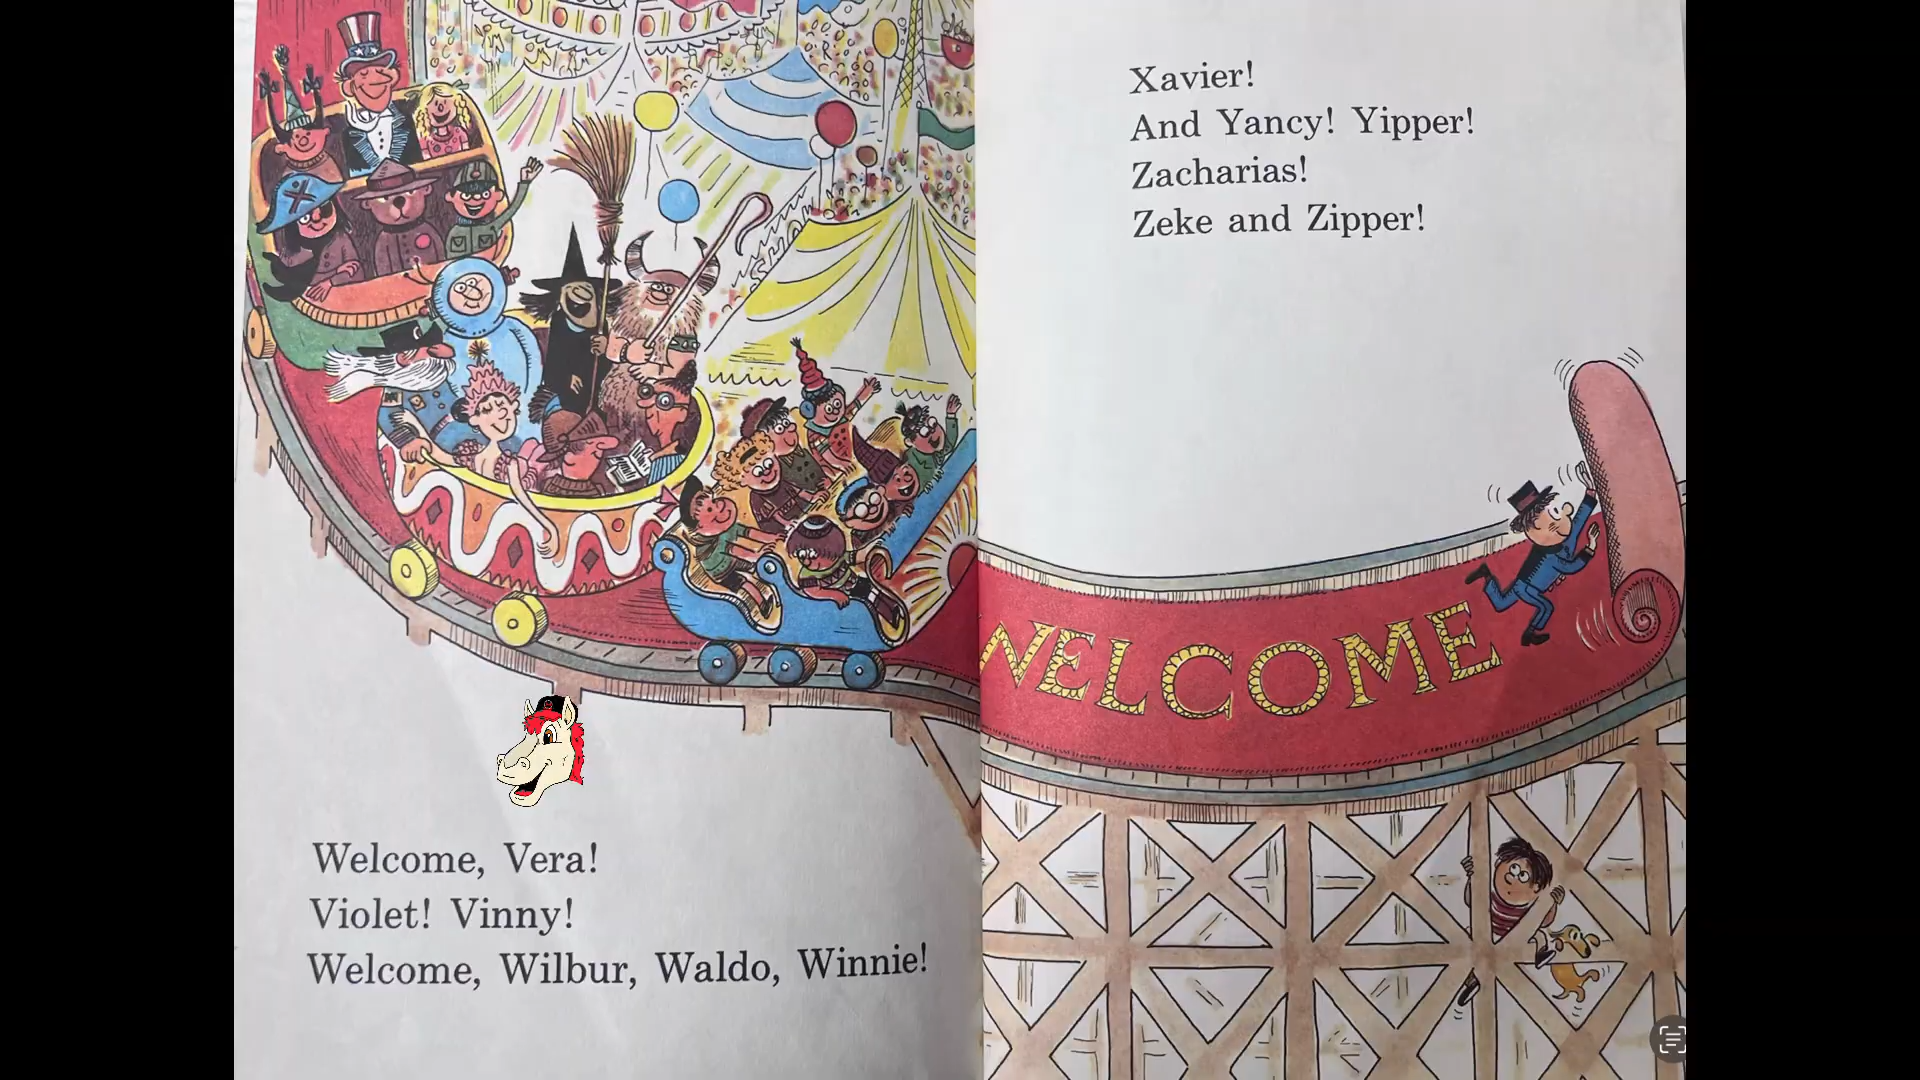 Welcome, Vera!
Violet! Vinny!
Welcome, Wilbur, Waldo, Winnie!
Xavier!
And Yancy! Yipper!
Zacharias!
Zeke and Zipper!
WELCOME